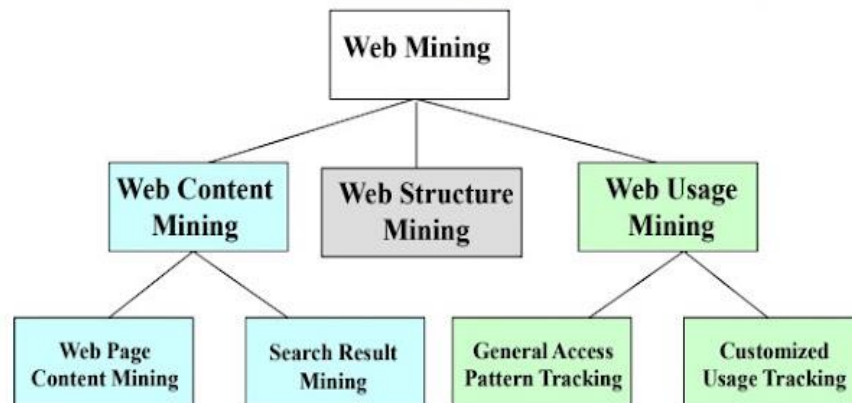 Web Mining
Web Content
Mining
Web Structure
Mining
Web Usage
Mining
Web Page
Content Mining
Search Result
Mining
General Access
Pattern Tracking
Customized
Usage Tracking